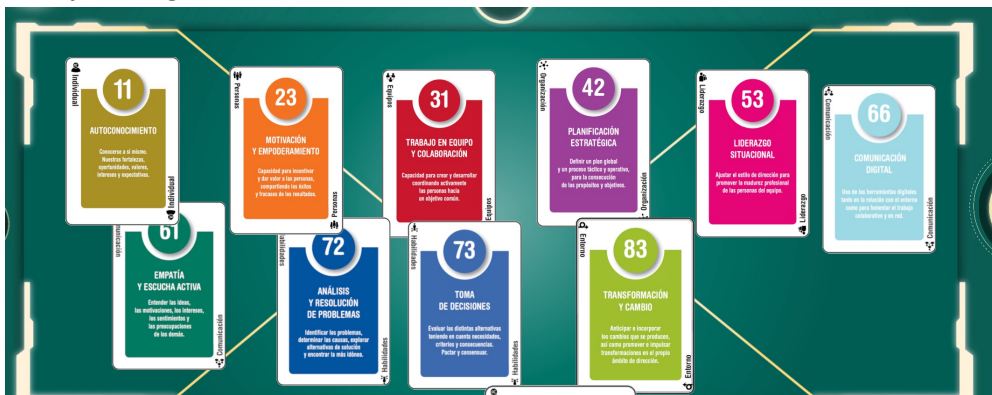 Individual
11
AUTOCONOCIMIENTO
Conocerse a sí mismo.
Nuestras fortalezas,
oportunidades, valores,
intereses y expectativas.
Individual
Personas
23
MOTIVACIÓN
Y EMPODERAMIENTO
Capacidad para incentivar
y dar valor a las personas,
compartiendo los éxitos
y fracasos de los resultados.
Personas
Equipos
31
TRABAJO EN EQUIPO
Y COLABORACIÓN
Capacidad para crear y desarrollar
coordinando activamente
las personas hacia
un objetivo común.
Equipos
Organización
42
PLANIFICACIÓN
ESTRATÉGICA
Definir un plan global
y un proceso táctico y operativo,
para la consecución
de los propósitos y objetivos.
Organización
Liderazgo
53
LIDERAZGO
SITUACIONAL
Ajustar el estilo de dirección para
promover la madurez profesional
de las personas del equipo.
Liderazgo
Comunicación
66
COMUNICACIÓN
DIGITAL
Uso de las herramientas digitales
tanto en la relación con el entorno
como para fomentar el trabajo
colaborativo y en red.
Comunicación
municación
61
EMPATÍA
Y ESCUCHA ACTIVA
Entender las ideas,
las motivaciones, los intereses,
los sentimientos y
las preocupaciones
de los demás.
Comunicación
abilidades
72
ANÁLISIS
Y RESOLUCIÓN
DE PROBLEMAS
Identificar los problemas,
determinar las causas, explorar
alternativas de solución
y encontrar la más idónea.
Habilidades
Habilidades
73
TOMA
DE DECISIONES
Evaluar las distintas alternativas
teniendo en cuenta necesidades,
criterios y consecuencias.
Pactar y consensuar.
Habilidades
Entorno
83
TRANSFORMACIÓN
Y CAMBIO
Anticipar e incorporar
los cambios que se producen,
así como promover e impulsar
transformaciones en el propio
ámbito de dirección.
Entorno